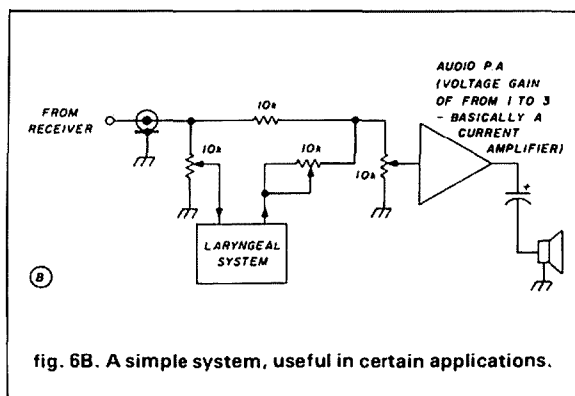 AUDIO P.A
(VOLTAGE GAIN
OF FROM 1 TO 3
- BASICALLY A
CURRENT
AMPLIFIER)
FROM
RECEIVER
10K
10K
10K
10K
LARYNGEAL
SYSTEM
+
B
fig. 6B. A simple system, useful in certain applications.